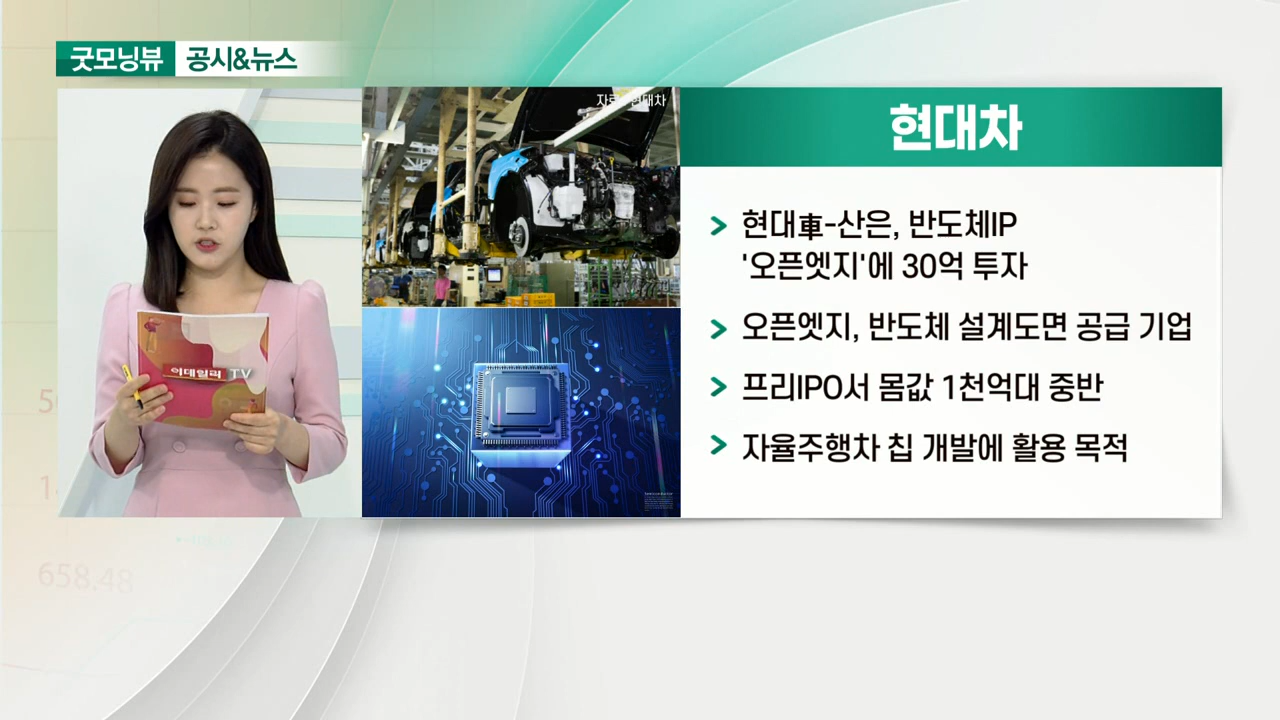 굿모닝뷰 공시&뉴스
현대차
현대車-산은, 반도체IP
'오픈엣지'에 30억 투자
오픈엣지, 반도체 설계도면 공급 기업
프리IPO서 몸값 1천억대 중반
자율주행차 칩 개발에 활용 목적
이데일리 TV
658.48